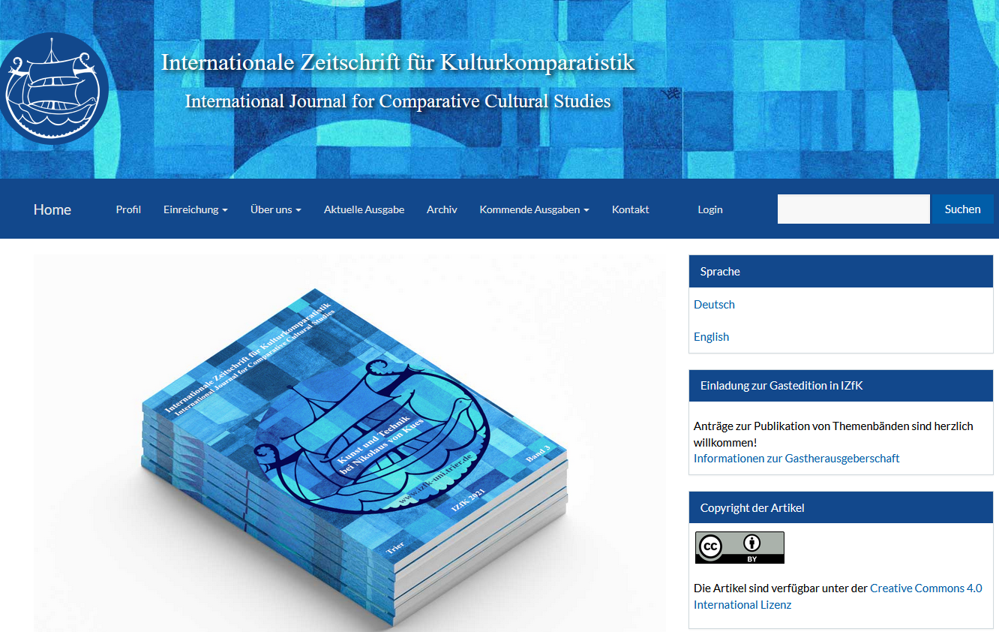 Internationale Zeitschrift für Kulturkomparatistik
International Journal for Comparative Cultural Studies
Home Profil Einreichung Über uns Aktuelle Ausgabe Archiv Kommende Ausgaben Kontakt Login Suchen
Internationale Zeitschrift für Kulturkomparatistik
International Journal for Comparative Cultural Studies
Kunst und Technik
bei Nikolaus von Kues
www.izfk-uni.trier.de
Band 3
IZfK 2021
Trier
Sprache
Deutsch
English
Einladung zur Gastedition in IZfK
Anträge zur Publikation von Themenbänden sind herzlich
willkommen!
Informationen zur Gastherausgeberschaft
Copyright der Artikel
cc
BY
Die Artikel sind verfügbar unter der Creative Commons 4.0
International Lizenz